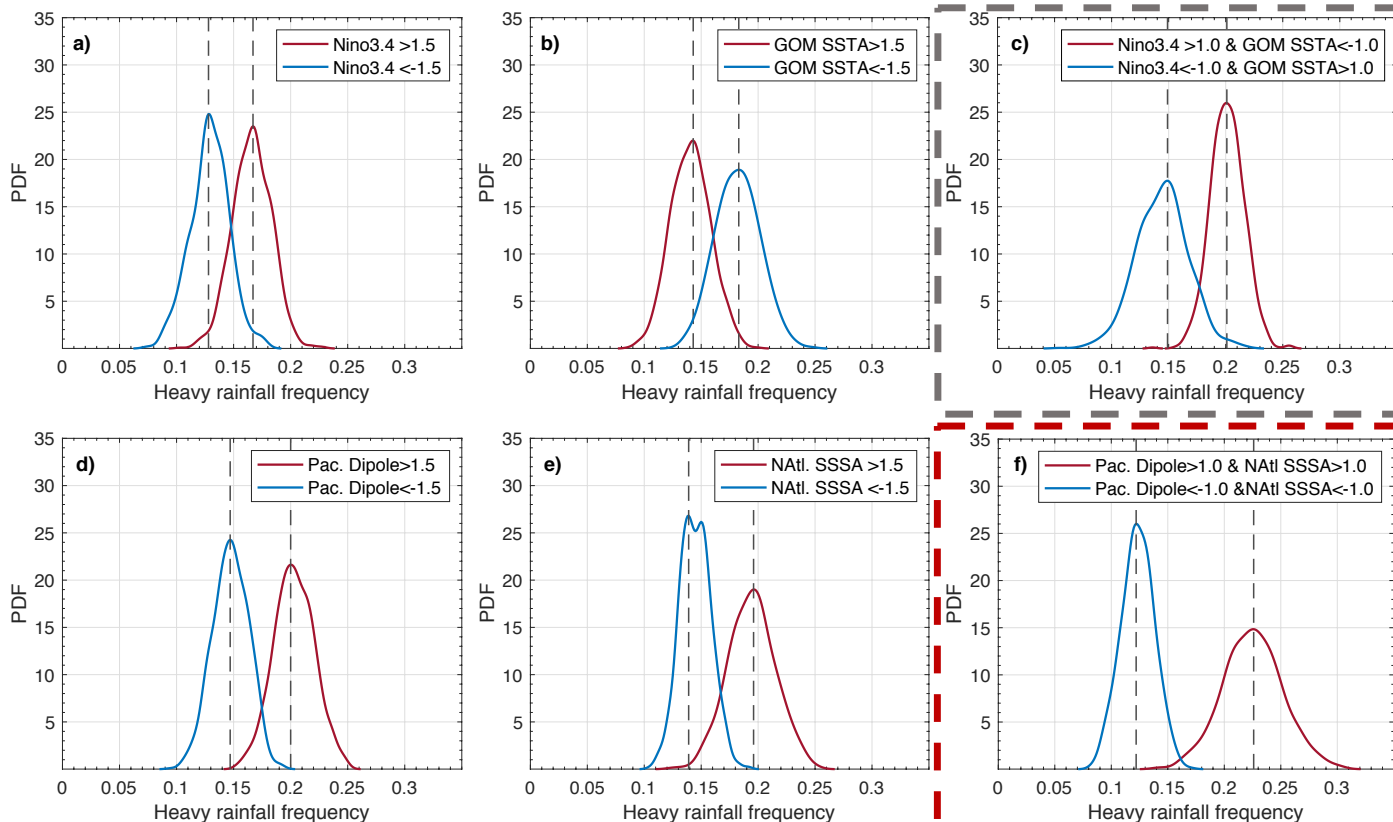 a)
Nino3.4 >1.5
Nino3.4 <-1.5
35
30
25
20
15
10
5
PDF
0 0.05 0.1 0.15 0.2 0.25 0.3
Heavy rainfall frequency
b)
GOM SSTA>1.5
GOM SSTA<-1.5
35
30
25
20
15
10
5
PDF
0 0.05 0.1 0.15 0.2 0.25 0.3
Heavy rainfall frequency
c)
Nino3.4 >1.0 & GOM SSTA<-1.0
Nino3.4<-1.0 & GOM SSTA>1.0
35
30
25
20
15
10
5
PDF
0 0.05 0.1 0.15 0.2 0.25 0.3
Heavy rainfall frequency
d)
Pac. Dipole>1.5
Pac. Dipole<-1.5
35
30
25
20
15
10
5
PDF
0 0.05 0.1 0.15 0.2 0.25 0.3
Heavy rainfall frequency
e)
NAtl. SSSA >1.5
NAtl. SSSA <-1.5
35
30
25
20
15
10
5
PDF
0 0.05 0.1 0.15 0.2 0.25 0.3
Heavy rainfall frequency
f)
Pac. Dipole>1.0 & NAtl SSSA>1.0
Pac. Dipole<-1.0 &NAtl SSSA<-1.0
35
30
25
20
15
10
5
PDF
0 0.05 0.1 0.15 0.2 0.25 0.3
Heavy rainfall frequency